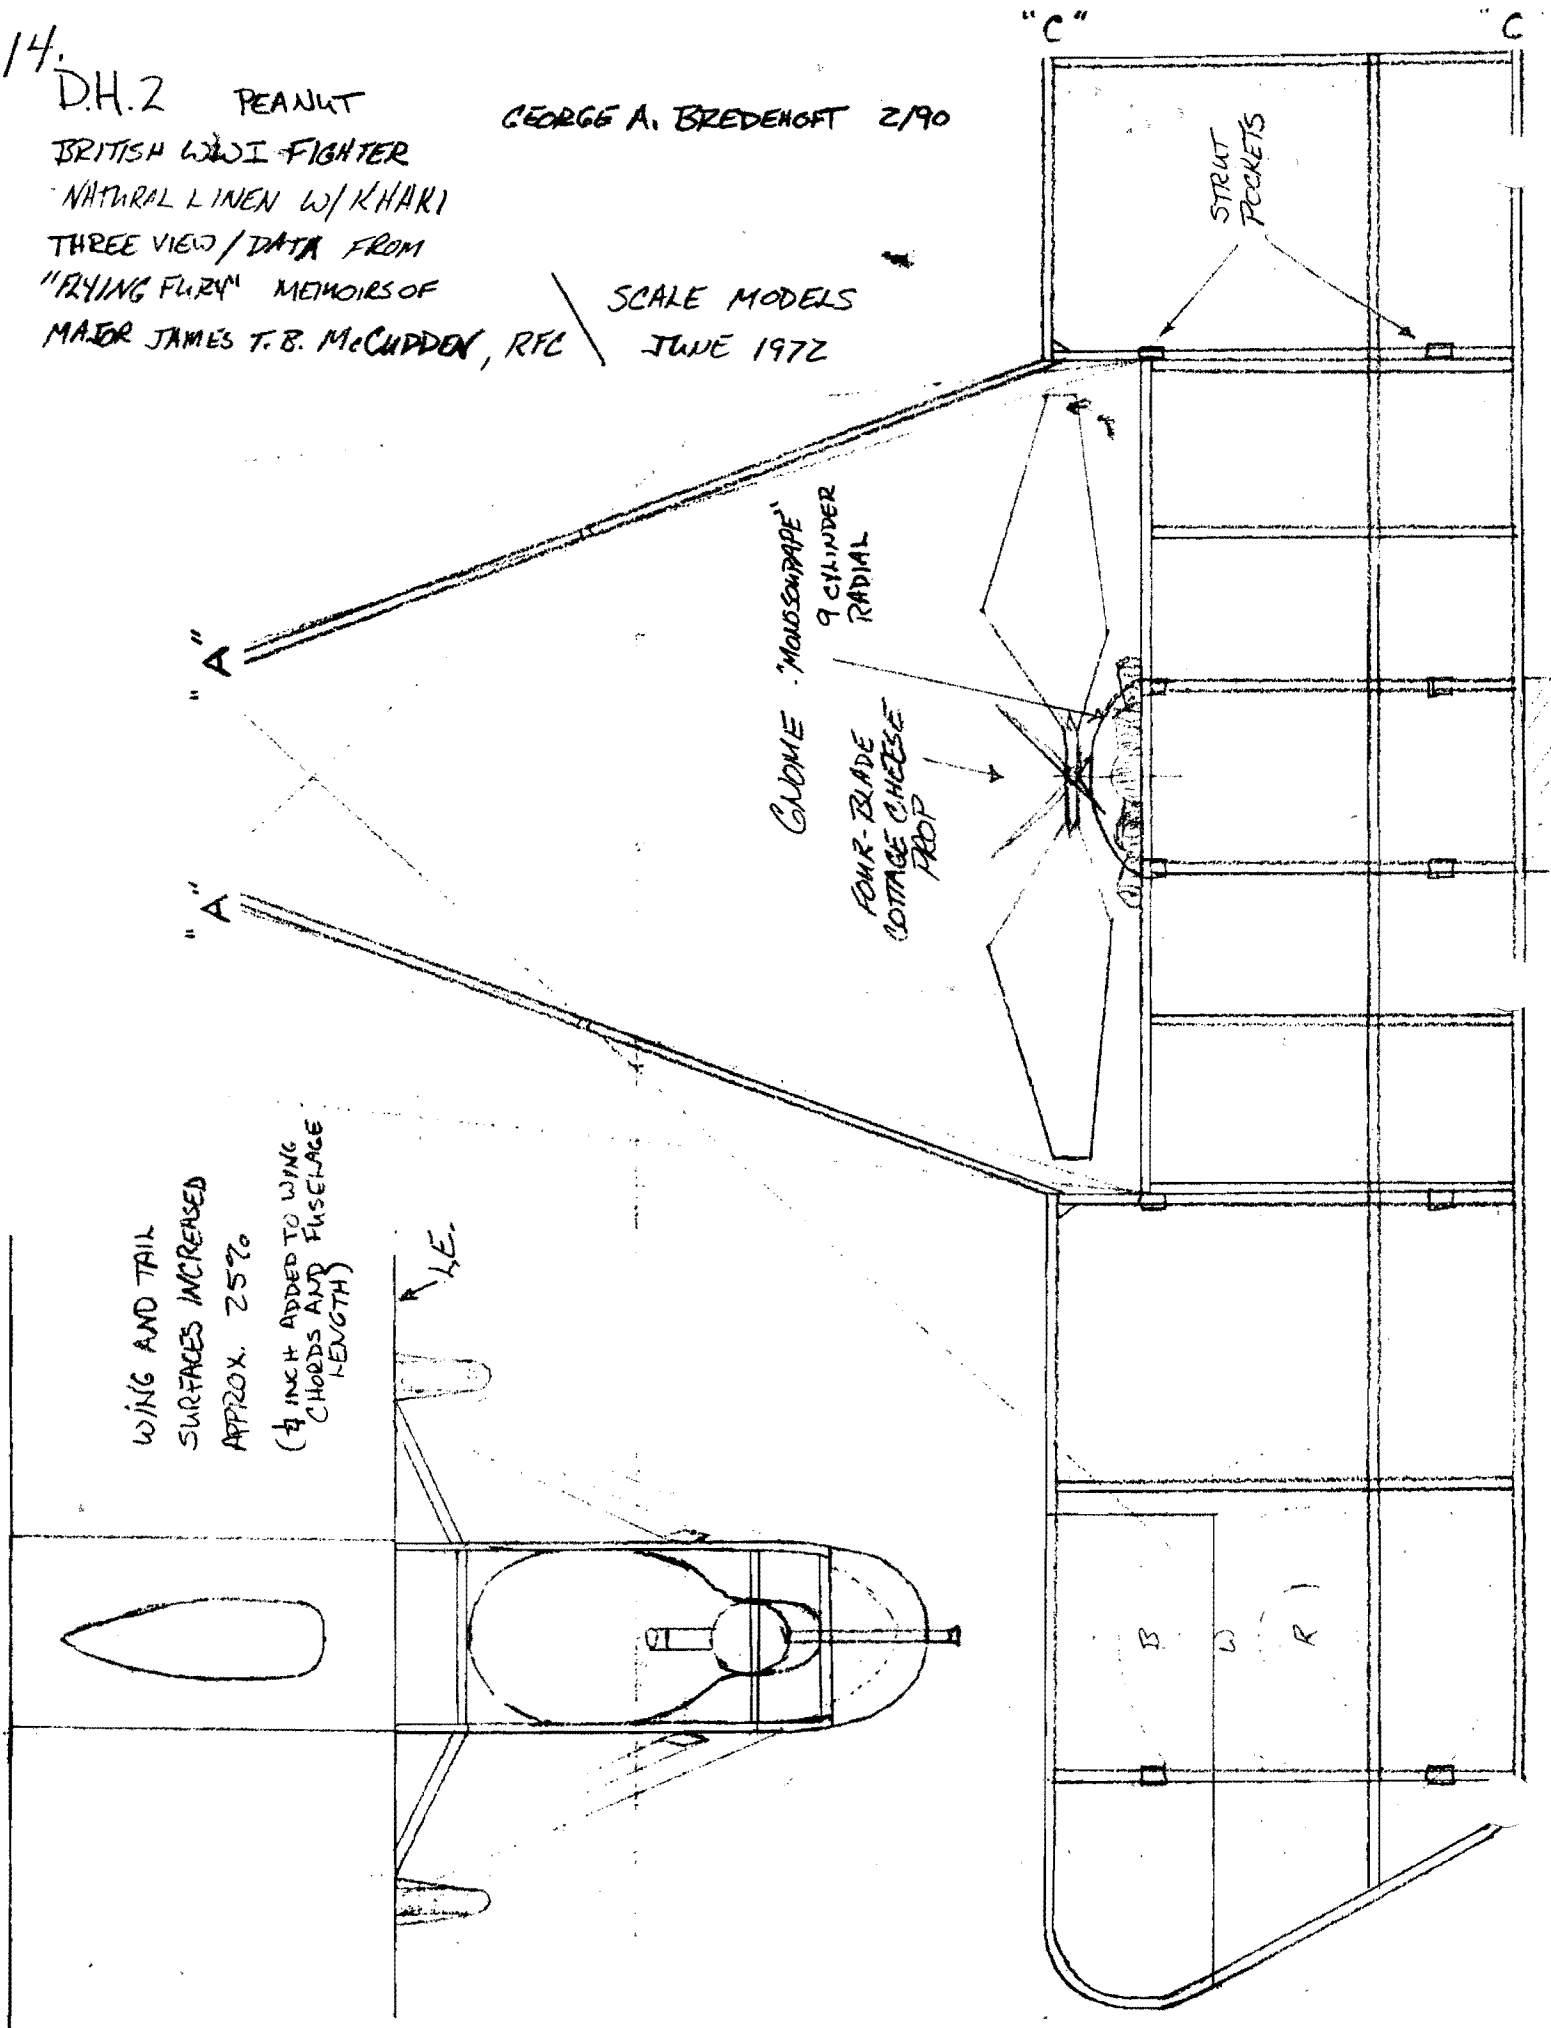 14.
D.H.2 PEANUT
GEORGE A. BREDEHOFT 2/90
BRITISH WWI FIGHTER
NATURAL LINEN W/KHAKI
THREE VIEW/DATA FROM
"FLYING FURY" MEMOIRS OF
MAJOR JAMES T.B. McCUDDEN, RFC
SCALE MODELS
JUNE 1972
"C"
"C
STRUT
POCKETS
"A"
"A"
GNOME "MONOSOUPAPE"
9 CYLINDER
RADIAL
FOUR-BLADE
COTTAGE CHEESE
PROP
WING AND TAIL
SURFACES INCREASED
APPROX. 25%
(¼ INCH ADDED TO WING
CHORDS AND FUSELAGE
LENGTH)
L.E.
B
W
R